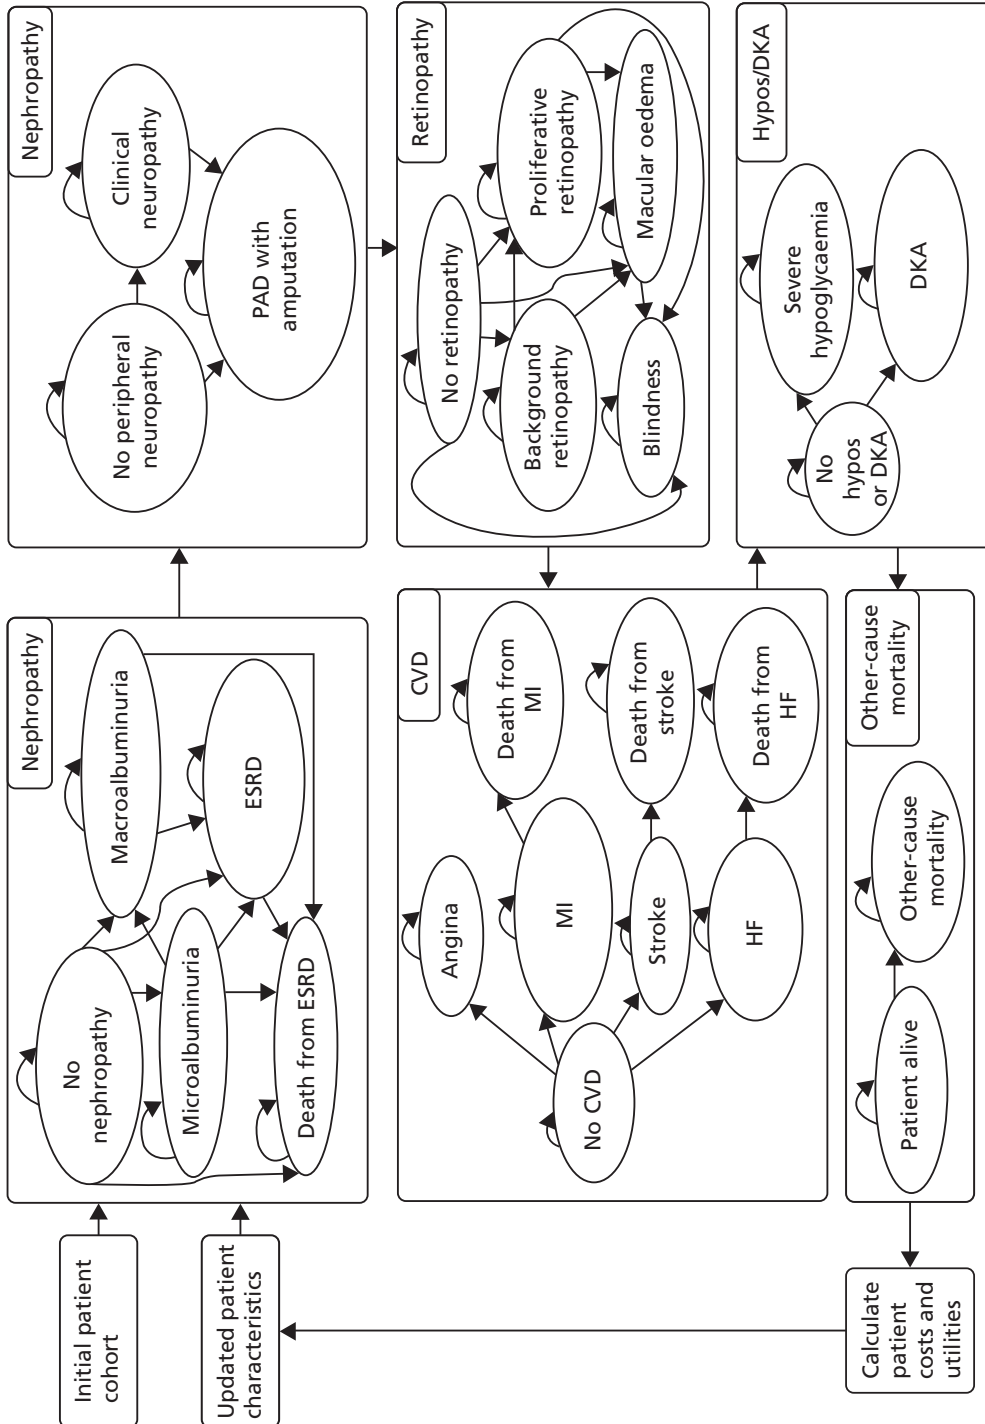 Initial patient
cohort
Updated patient
characteristics
Nephropathy
No
nephropathy
Macroalbuminuria
Microalbuminuria
ESRD
Death from ESRD
Nephropathy
No peripheral
neuropathy
Clinical
neuropathy
PAD with
amputation
Retinopathy
No retinopathy
Proliferative
retinopathy
Background
retinopathy
Macular oedema
Blindness
CVD
No CVD
Angina
MI
Death from
MI
Stroke
Death from
stroke
HF
Death from
HF
Hypos/DKA
No
hypos
or DKA
Severe
hypoglycaemia
DKA
Other-cause
mortality
Patient alive
Other-cause
mortality
Calculate
patient
costs and
utilities